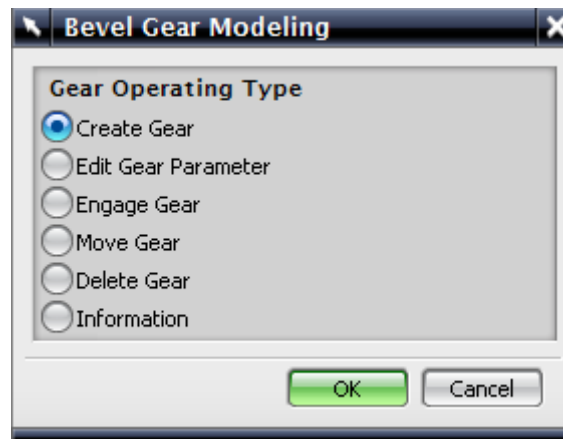 Bevel Gear Modeling
Gear Operating Type
Create Gear
Edit Gear Parameter
Engage Gear
Move Gear
Delete Gear
Information
OK Cancel